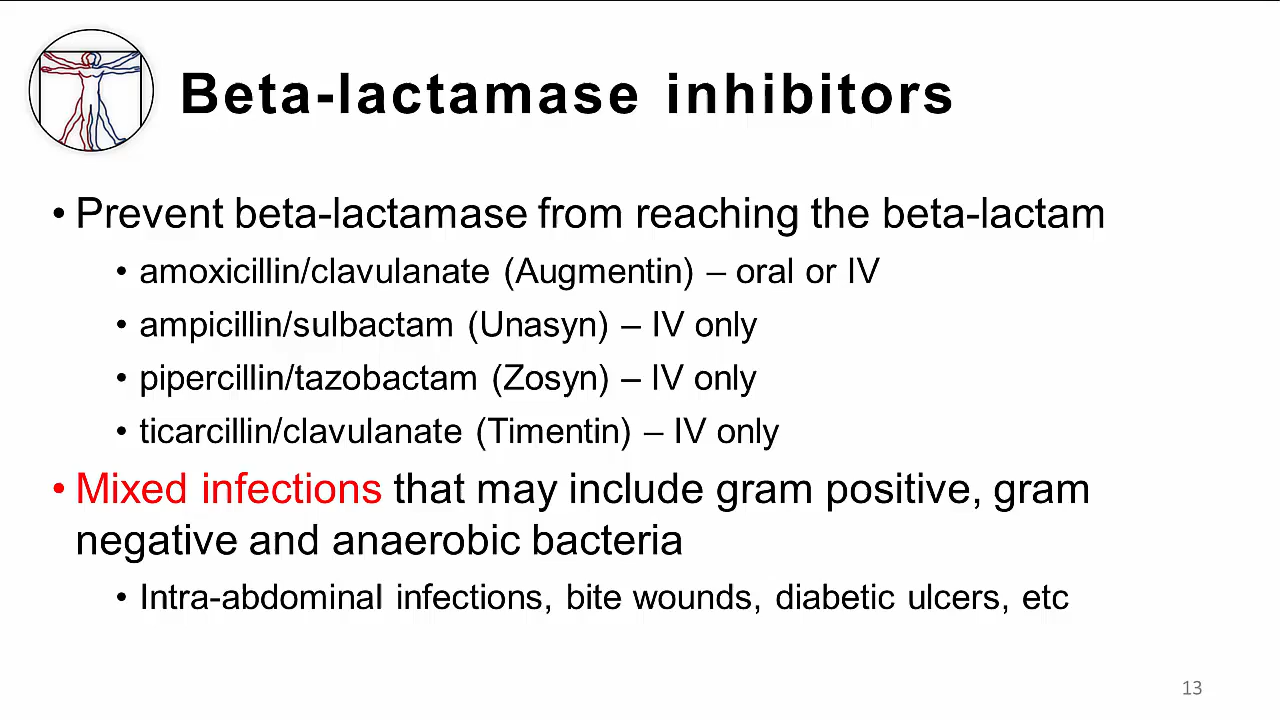 Beta-lactamase inhibitors
• Prevent beta-lactamase from reaching the beta-lactam
• amoxicillin/clavulanate (Augmentin) – oral or IV
• ampicillin/sulbactam (Unasyn) – IV only
• pipercillin/tazobactam (Zosyn) – IV only
• ticarcillin/clavulanate (Timentin) – IV only
• Mixed infections that may include gram positive, gram
negative and anaerobic bacteria
• Intra-abdominal infections, bite wounds, diabetic ulcers, etc
13